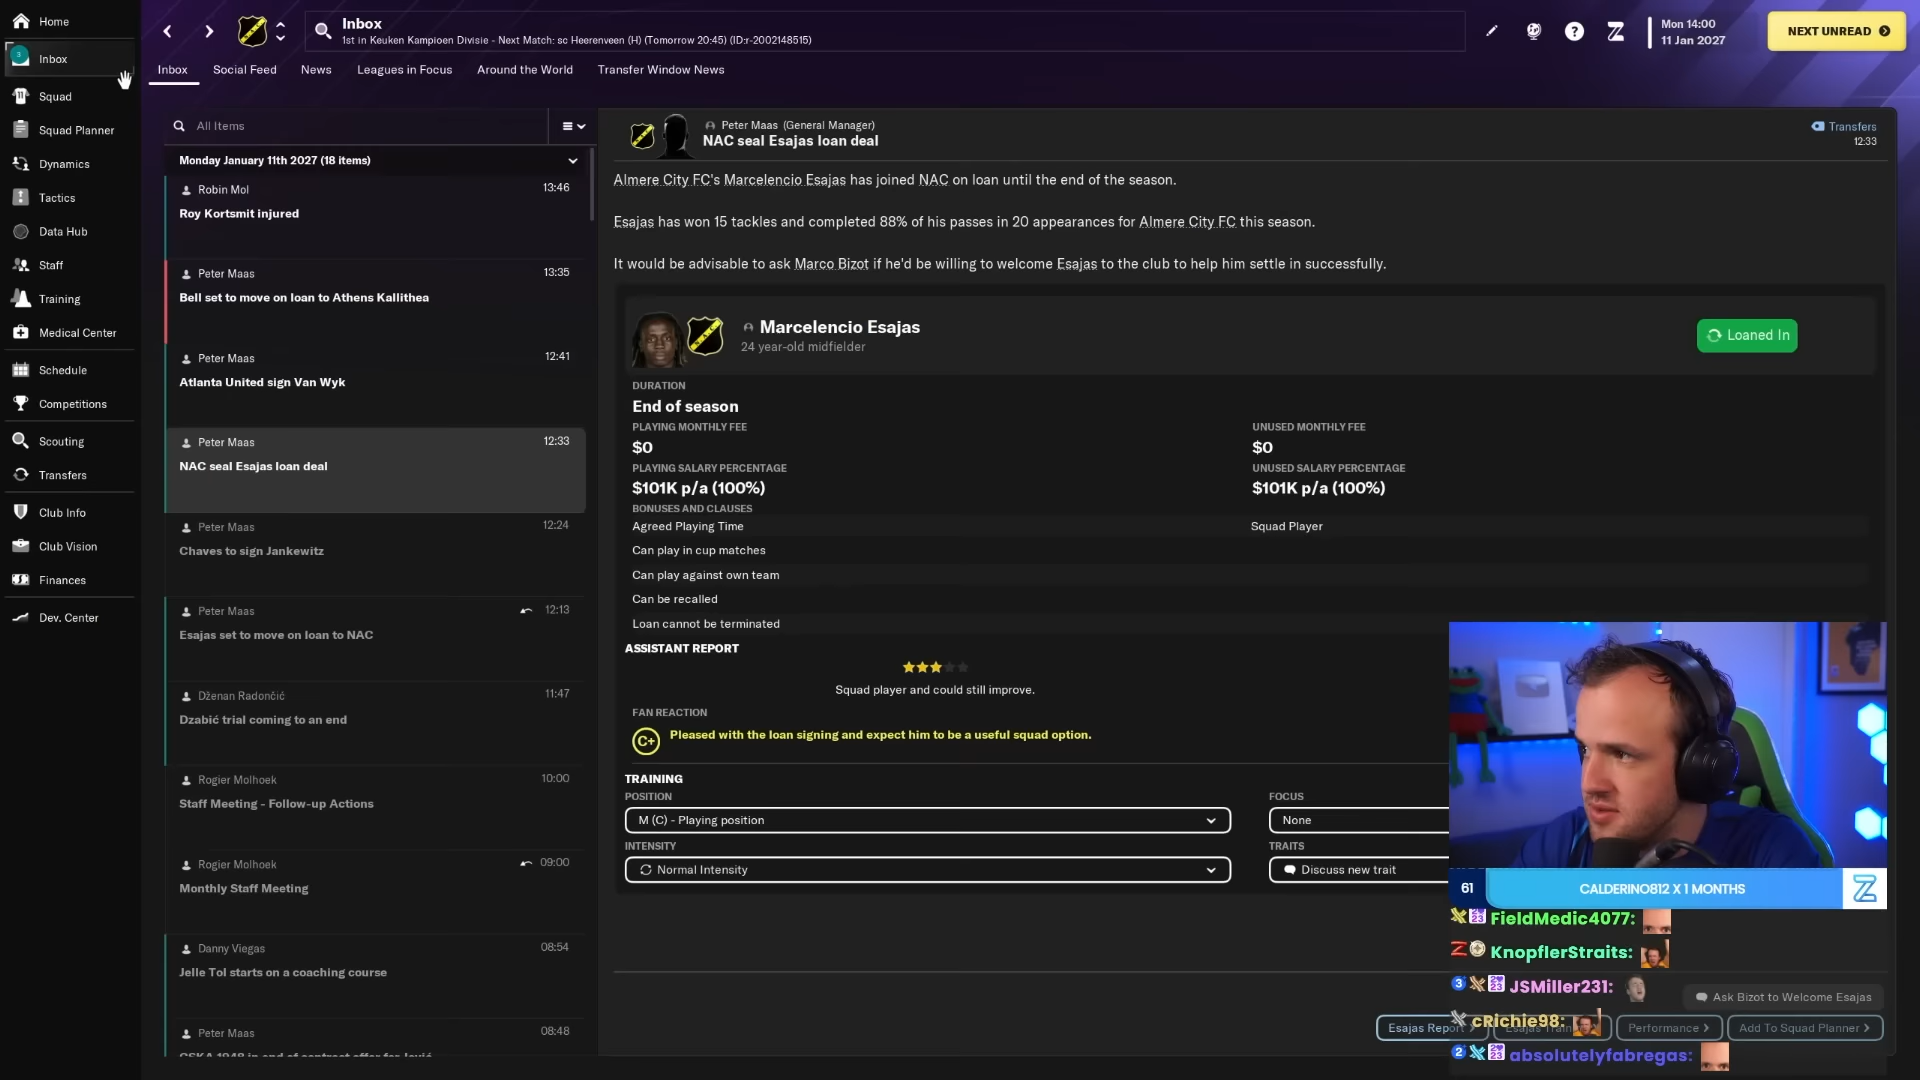 Home
Inbox
1st in Keuken Kampioen Divisie - Next Match: sc Heerenveen (H) (Tomorrow 20:45) (ID:r-2002148515)
Mon 14:00
11 Jan 2027
NEXT UNREAD
3
Inbox
Inbox
Social Feed
News
Leagues in Focus
Around the World
Transfer Window News
Squad
Squad Planner
Dynamics
Tactics
Data Hub
Staff
Training
Medical Center
Schedule
Competitions
Scouting
Transfers
Club Info
Club Vision
Finances
Dev. Center
All Items
Monday January 11th 2027 (18 items)
Robin Mol
13:46
Roy Kortsmit injured
Peter Maas
13:35
Bell set to move on loan to Athens Kallithea
Peter Maas
12:41
Atlanta United sign Van Wyk
Peter Maas
12:33
NAC seal Esajas loan deal
Peter Maas
12:24
Chaves to sign Jankewitz
Peter Maas
12:13
Esajas set to move on loan to NAC
Dženan Radončić
11:47
Dzabić trial coming to an end
Rogier Molhoek
10:00
Staff Meeting - Follow-up Actions
Rogier Molhoek
09:00
Monthly Staff Meeting
Danny Viegas
08:54
Jelle Tol starts on a coaching course
Peter Maas
08:48
Peter Maas (General Manager)
NAC seal Esajas loan deal
Transfers
12:33
Almere City FC's Marcelencio Esajas has joined NAC on loan until the end of the season.
Esajas has won 15 tackles and completed 88% of his passes in 20 appearances for Almere City FC this season.
It would be advisable to ask Marco Bizot if he'd be willing to welcome Esajas to the club to help him settle in successfully.
Marcelencio Esajas
24 year-old midfielder
Loaned In
DURATION
End of season
PLAYING MONTHLY FEE
UNUSED MONTHLY FEE
$0
$0
PLAYING SALARY PERCENTAGE
UNUSED SALARY PERCENTAGE
$101K p/a (100%)
$101K p/a (100%)
BONUSES AND CLAUSES
Agreed Playing Time
Squad Player
Can play in cup matches
Can play against own team
Can be recalled
Loan cannot be terminated
ASSISTANT REPORT
Squad player and could still improve.
FAN REACTION
C+
Pleased with the loan signing and expect him to be a useful squad option.
TRAINING
POSITION
FOCUS
M (C) - Playing position
None
INTENSITY
TRAITS
Normal Intensity
Discuss new trait
61
CALDERINO812 X 1 MONTHS
FieldMedic4077:
KnopflerStraits:
JSMiller231:
Ask Bizot to Welcome Esajas
cRichie98:
Esajas Report
Performance
Add To Squad Planner
absolutelyfabregas: